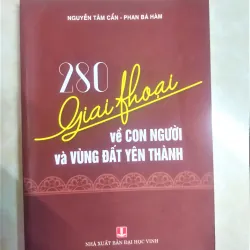 NGUYỄN TÂM CẨN - PHAN BÁ HÀM
280
Giai thoại
về CON NGƯỜI
và VÙNG ĐẤT YÊN THÀNH
NHÀ XUẤT BẢN ĐẠI HỌC VINH